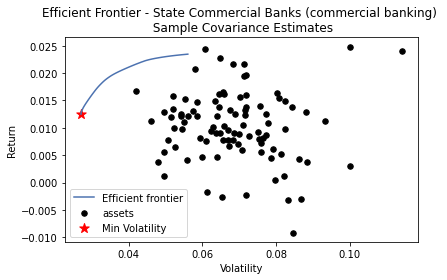 Efficient Frontier - State Commercial Banks (commercial banking)
Sample Covariance Estimates
Return
0.025
0.020
0.015
0.010
0.005
0.000
−0.005
−0.010
Efficient frontier
assets
Min Volatility
0.04 0.06 0.08 0.10
Volatility